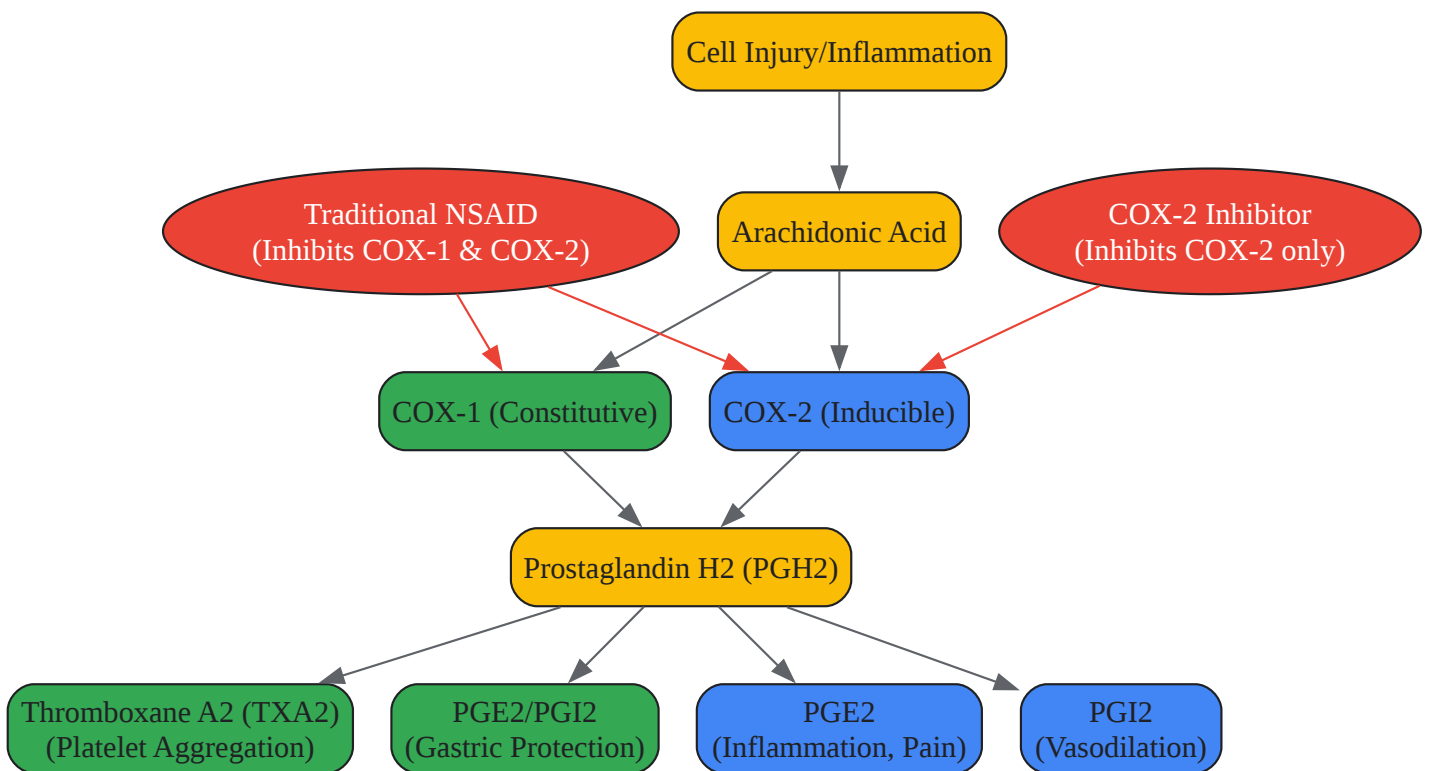 Cell Injury/Inflammation
Traditional NSAID
(Inhibits COX-1 & COX-2)
Arachidonic Acid
COX-2 Inhibitor
(Inhibits COX-2 only)
COX-1 (Constitutive)
COX-2 (Inducible)
Prostaglandin H2 (PGH2)
Thromboxane A2 (TXA2)
(Platelet Aggregation)
PGE2/PGI2
(Gastric Protection)
PGE2
(Inflammation, Pain)
PGI2
(Vasodilation)